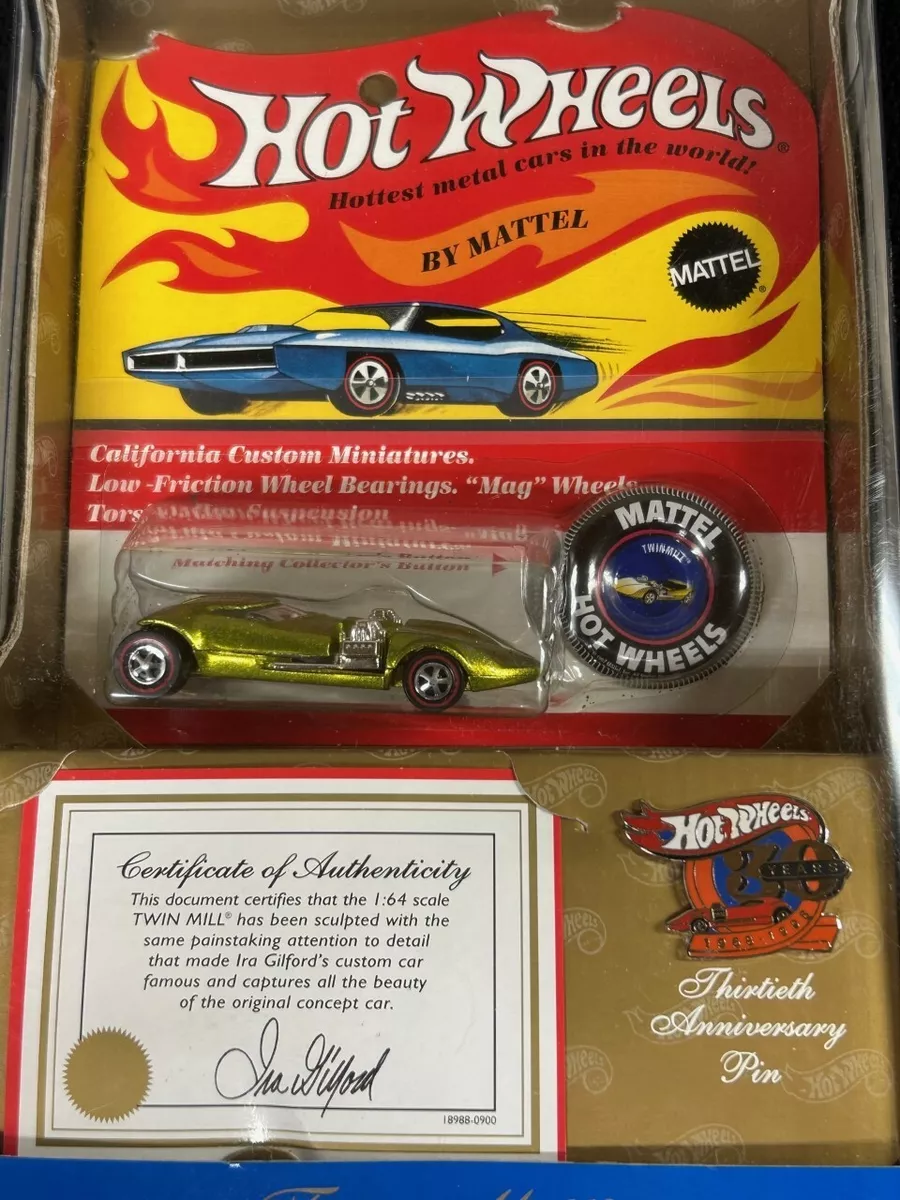 Hot Wheels®
Hottest metal cars in the world!
BY MATTEL
MATTEL®
California Custom Miniatures.
Low-Friction Wheel Bearings. "Mag" Wheels
Matching Collector's Button
MATTEL
TWINMILL
HOT WHEELS
Certificate of Authenticity
This document certifies that the 1:64 scale
TWIN MILL® has been sculpted with the
same painstaking attention to detail
that made Ira Gilford's custom car
famous and captures all the beauty
of the original concept car.
Ira Gilford
18988-0900
Hot Wheels
30
YEARS
1968-1998
Thirtieth
Anniversary
Pin